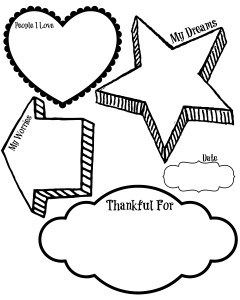 People I Love
My Dreams
My Worries
Date
Thankful For